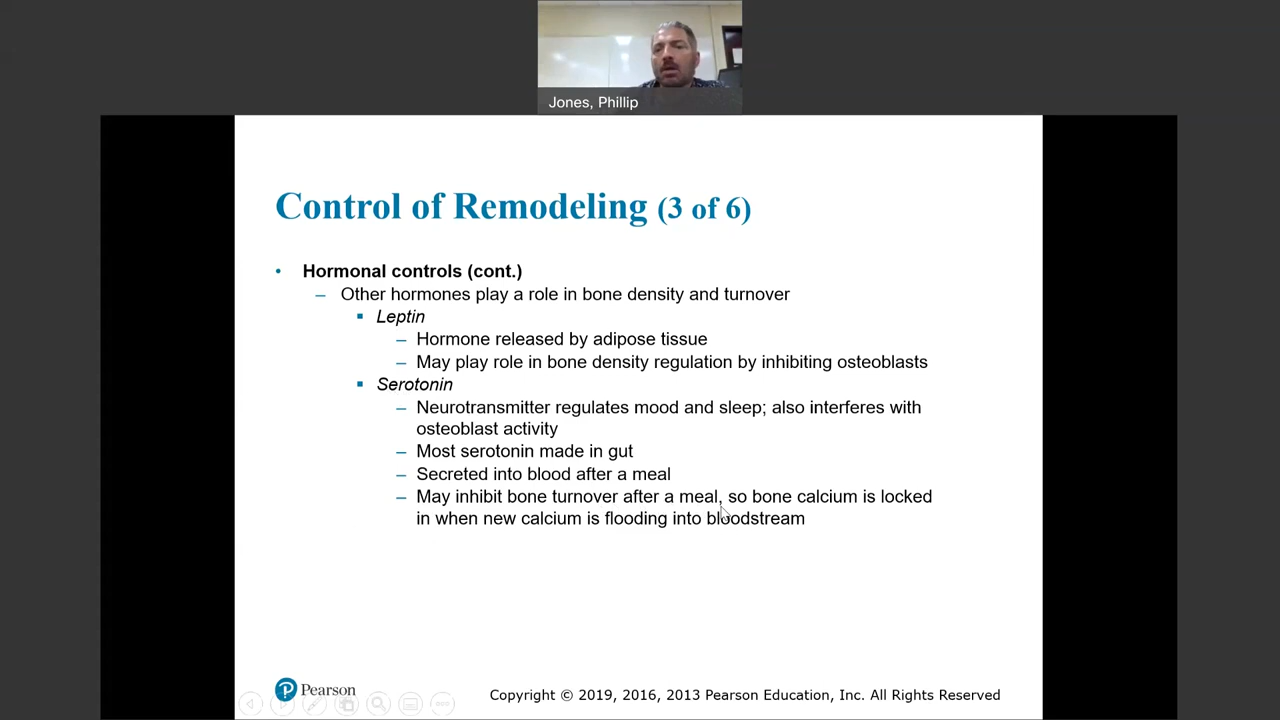 Jones, Phillip
Control of Remodeling (3 of 6)
• Hormonal controls (cont.)
– Other hormones play a role in bone density and turnover
▪ Leptin
– Hormone released by adipose tissue
– May play role in bone density regulation by inhibiting osteoblasts
▪ Serotonin
– Neurotransmitter regulates mood and sleep; also interferes with
osteoblast activity
– Most serotonin made in gut
– Secreted into blood after a meal
– May inhibit bone turnover after a meal, so bone calcium is locked
in when new calcium is flooding into bloodstream
P Pearson
Copyright © 2019, 2016, 2013 Pearson Education, Inc. All Rights Reserved